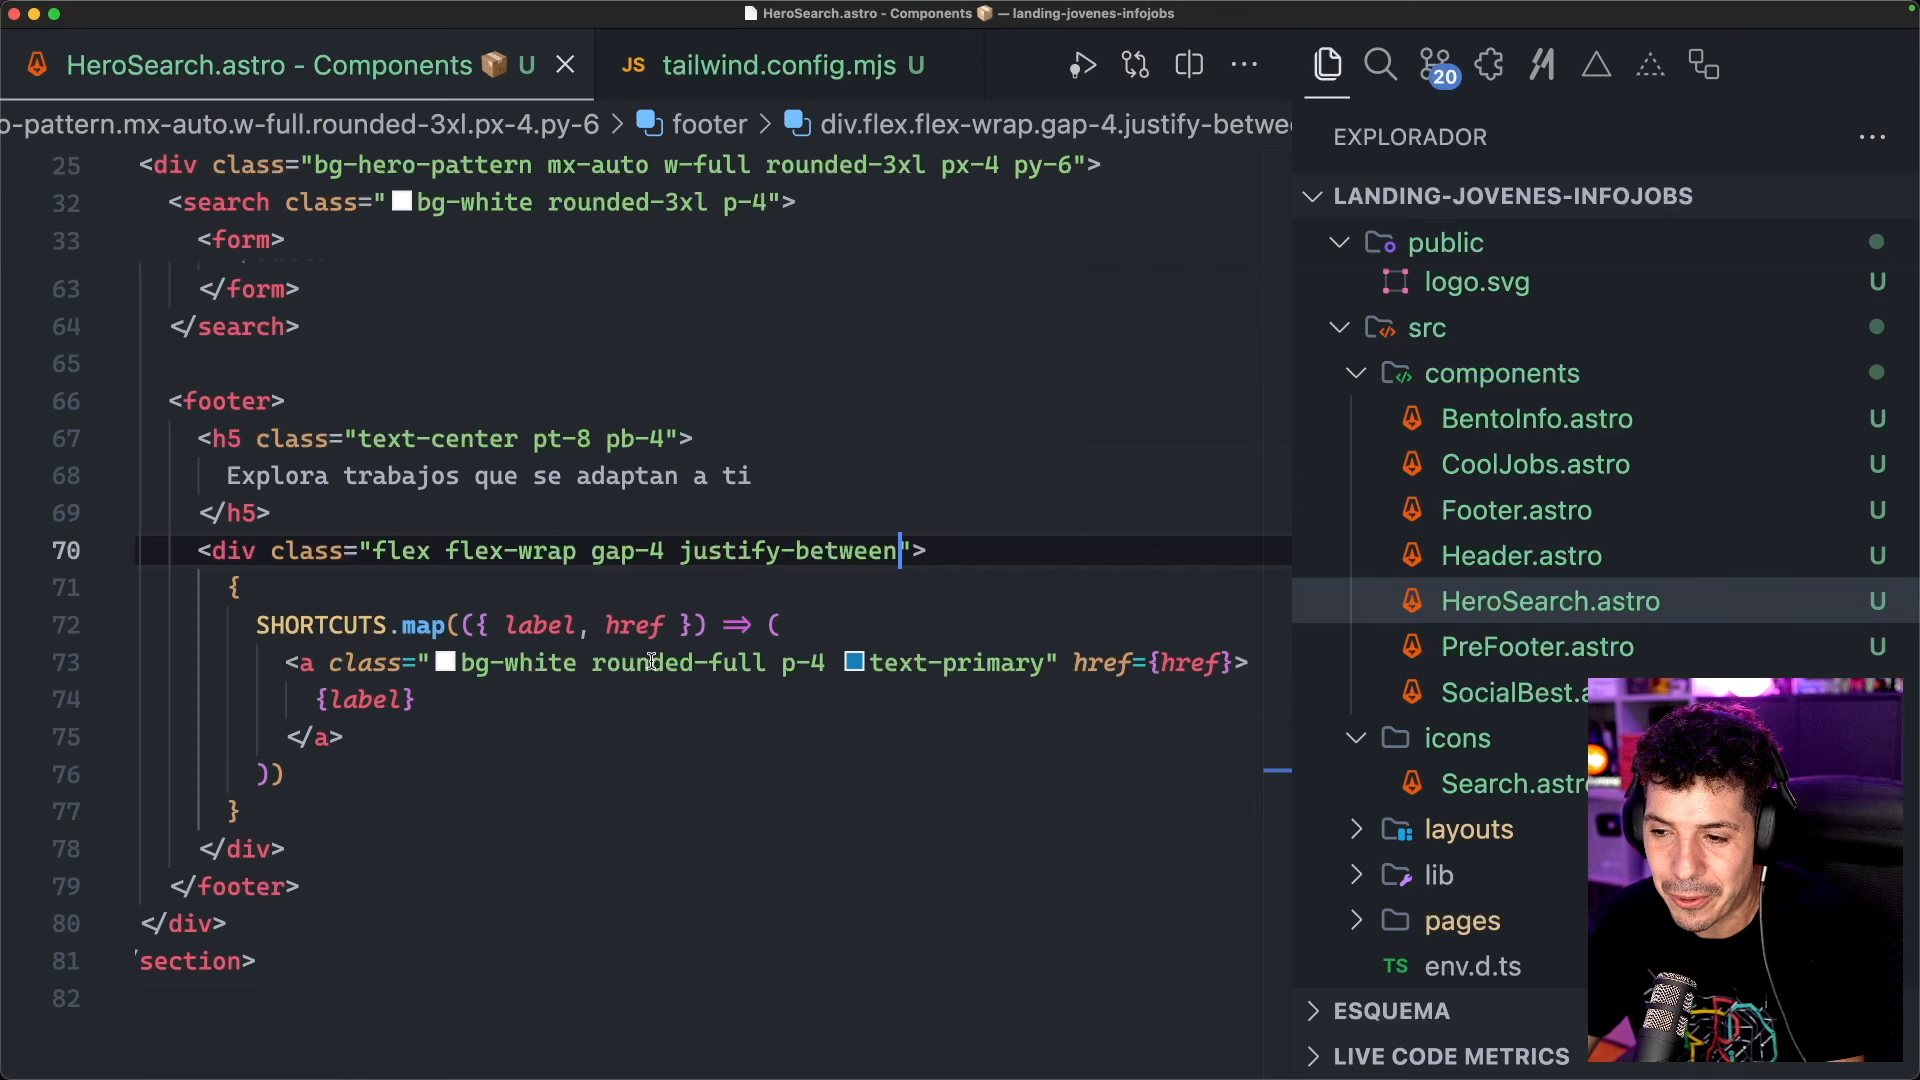 HeroSearch.astro - Components 📦 — landing-jovenes-infojobs
HeroSearch.astro - Components 📦 U
JS tailwind.config.mjs U
20
o-pattern.mx-auto.w-full.rounded-3xl.px-4.py-6 > footer > div.flex.flex-wrap.gap-4.justify-betwee
25 <div class="bg-hero-pattern mx-auto w-full rounded-3xl px-4 py-6">
32 <search class="bg-white rounded-3xl p-4">
33 <form>
63 </form>
64 </search>
65
66 <footer>
67 <h5 class="text-center pt-8 pb-4">
68 Explora trabajos que se adaptan a ti
69 </h5>
70 <div class="flex flex-wrap gap-4 justify-between">
71 {
72 SHORTCUTS.map(({ label, href }) => (
73 <a class="bg-white rounded-full p-4 text-primary" href={href}>
74 {label}
75 </a>
76 ))
77 }
78 </div>
79 </footer>
80 </div>
81 section>
82
EXPLORADOR
LANDING-JOVENES-INFOJOBS
public
logo.svg U
src
components
BentoInfo.astro U
CoolJobs.astro U
Footer.astro U
Header.astro U
HeroSearch.astro U
PreFooter.astro U
SocialBest.a
icons
Search.astr
layouts
lib
pages
TS env.d.ts
ESQUEMA
LIVE CODE METRICS